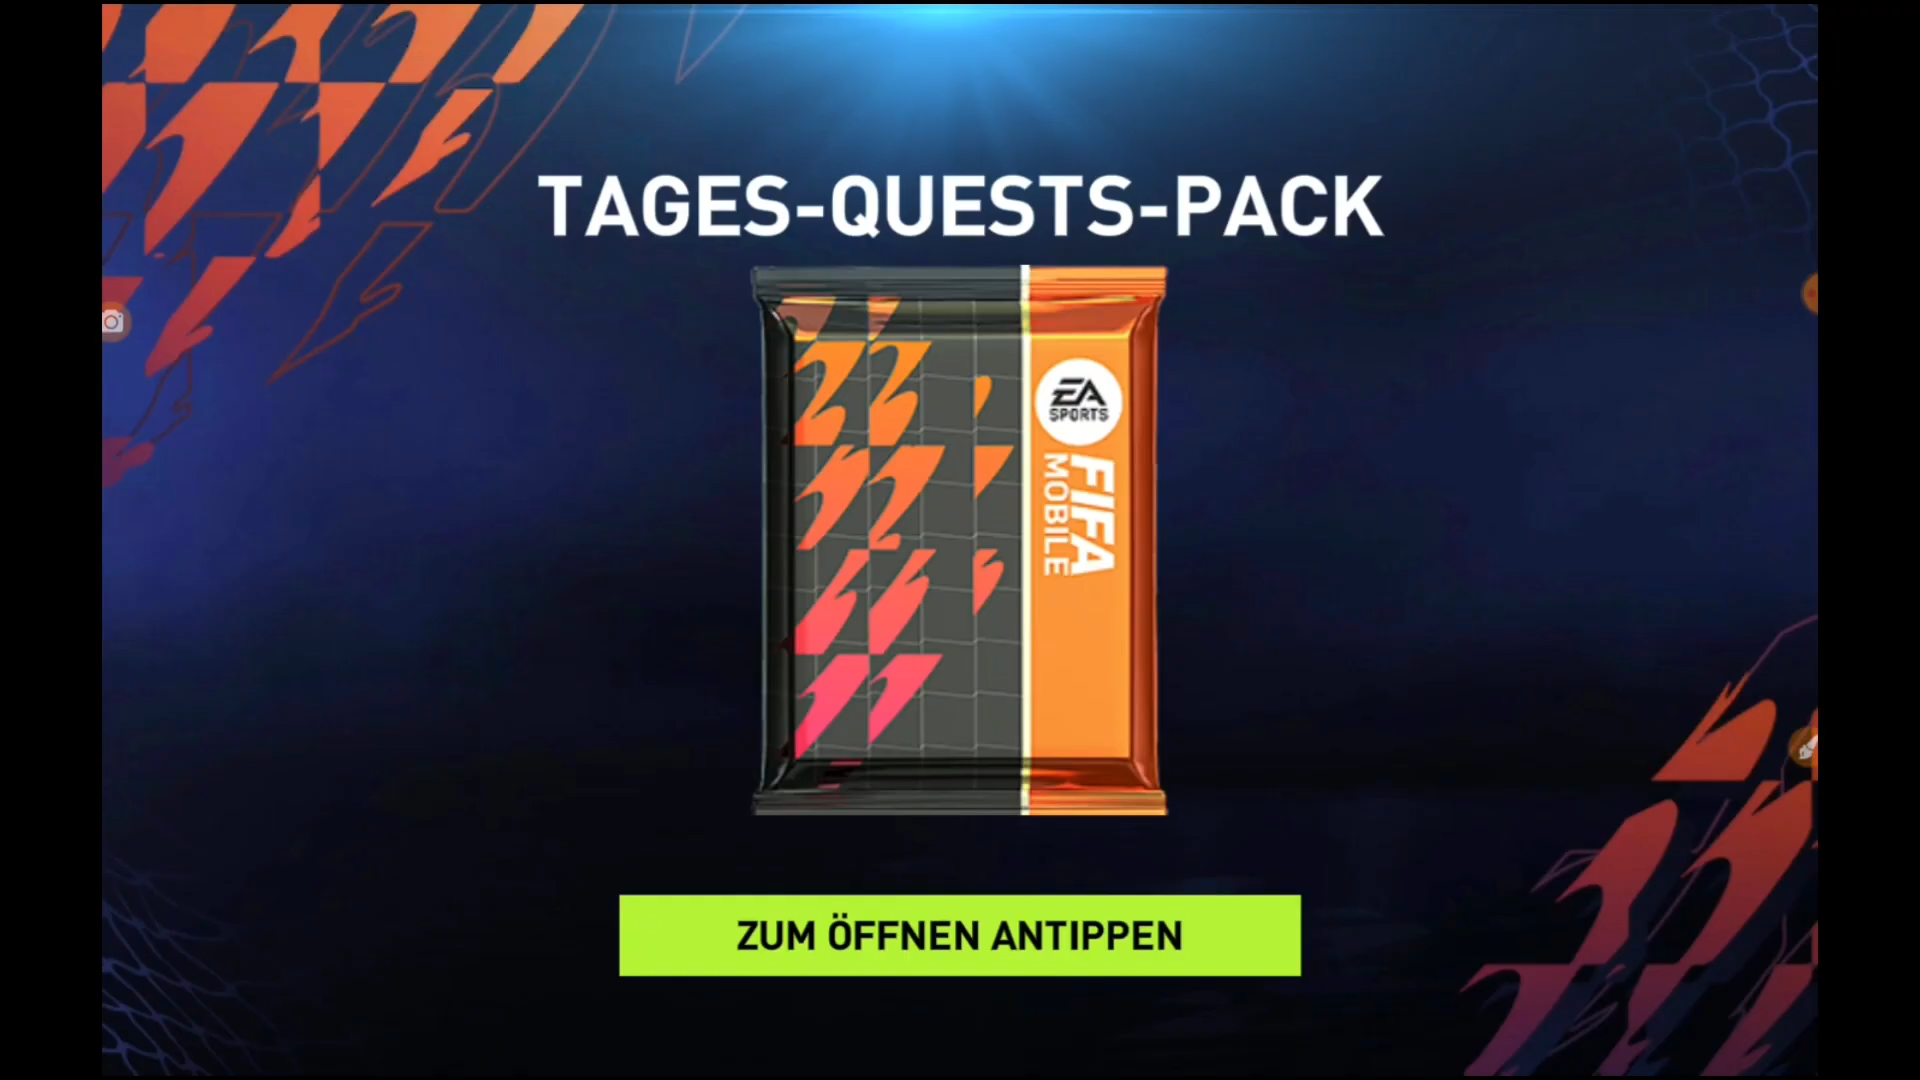 TAGES-QUESTS-PACK
EA
SPORTS
FIFA
MOBILE
ZUM ÖFFNEN ANTIPPEN